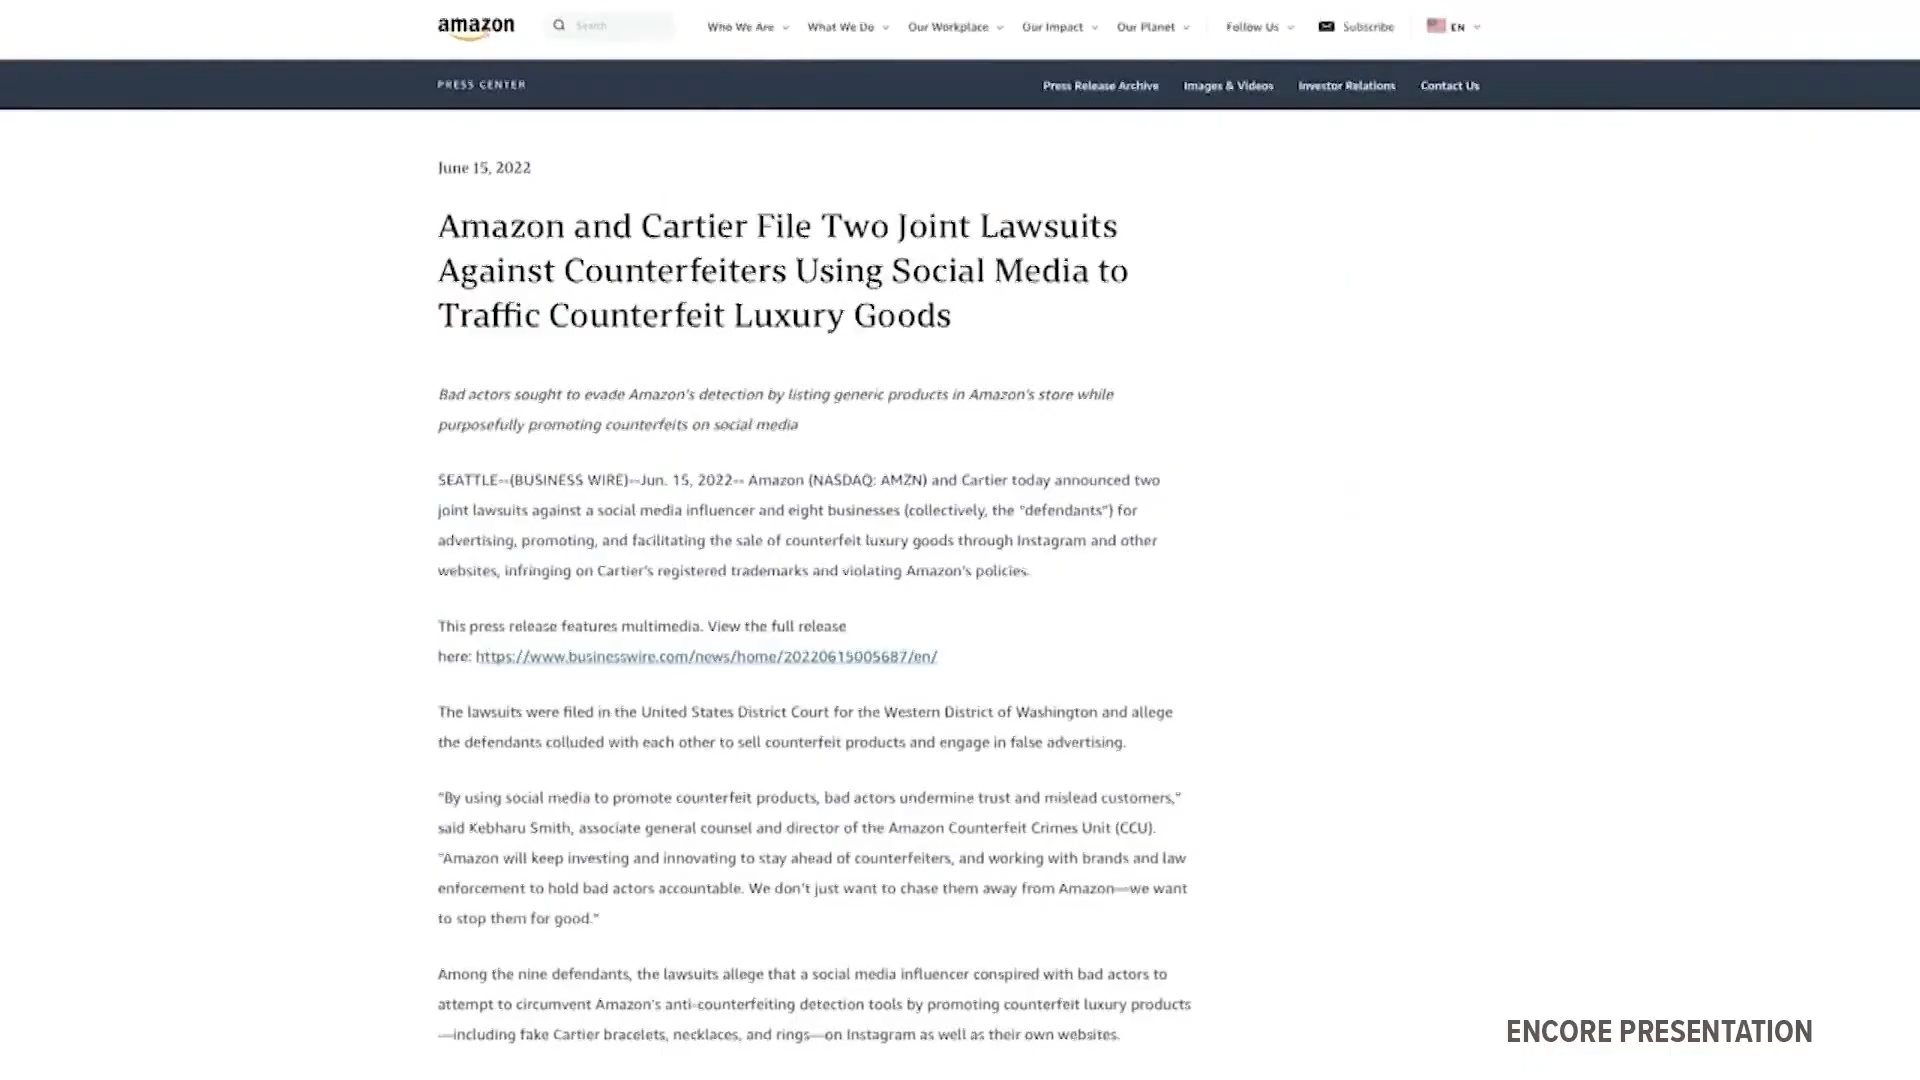 amazon
Search
Who We Are
What We Do
Our Workplace
Our Impact
Our Planet
Follow Us
Subscribe
EN
PRESS CENTER
Press Release Archive
Images & Videos
Investor Relations
Contact Us
June 15, 2022
Amazon and Cartier File Two Joint Lawsuits
Against Counterfeiters Using Social Media to
Traffic Counterfeit Luxury Goods
Bad actors sought to evade Amazon's detection by listing generic products in Amazon's store while
purposefully promoting counterfeits on social media
SEATTLE--(BUSINESS WIRE)--Jun. 15, 2022-- Amazon (NASDAQ: AMZN) and Cartier today announced two
joint lawsuits against a social media influencer and eight businesses (collectively, the "defendants") for
advertising, promoting, and facilitating the sale of counterfeit luxury goods through Instagram and other
websites, infringing on Cartier's registered trademarks and violating Amazon's policies.
This press release features multimedia. View the full release
here: https://www.businesswire.com/news/home/20220615005687/en/
The lawsuits were filed in the United States District Court for the Western District of Washington and allege
the defendants colluded with each other to sell counterfeit products and engage in false advertising.
"By using social media to promote counterfeit products, bad actors undermine trust and mislead customers,"
said Kebharu Smith, associate general counsel and director of the Amazon Counterfeit Crimes Unit (CCU).
"Amazon will keep investing and innovating to stay ahead of counterfeiters, and working with brands and law
enforcement to hold bad actors accountable. We don't just want to chase them away from Amazon—we want
to stop them for good."
Among the nine defendants, the lawsuits allege that a social media influencer conspired with bad actors to
attempt to circumvent Amazon's anti-counterfeiting detection tools by promoting counterfeit luxury products
—including fake Cartier bracelets, necklaces, and rings—on Instagram as well as their own websites.
ENCORE PRESENTATION